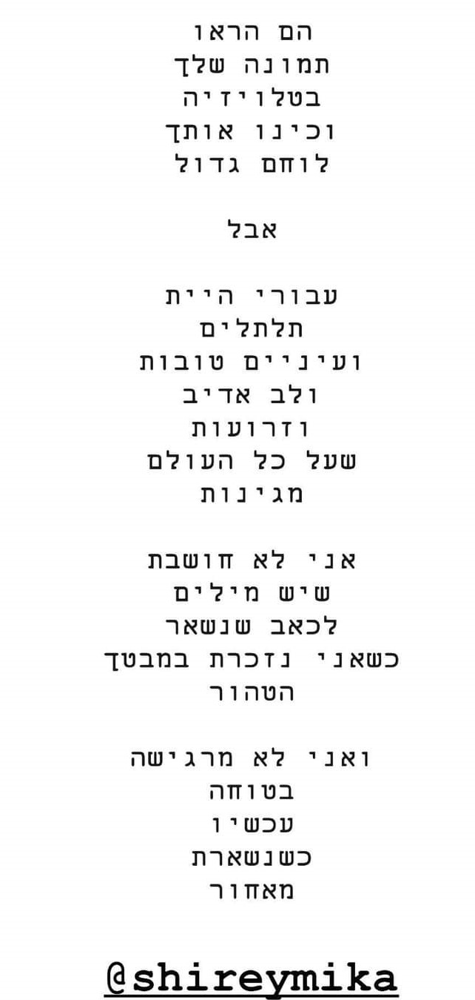 הם הראו
תמונה שלך
בטלויזיה
וכינו אותך
לוחם גדול
אבל
עבורי היית
תלתלים
ועיניים טובות
ולב אדיב
וזרועות
שעל כל העולם
מגינות
אני לא חושבת
שיש מילים
לכאב שנשאר
כשאני נזכרת במבטך
הטהור
ואני לא מרגישה
בטוחה
עכשיו
כשנשארת
מאחור
@shireymika